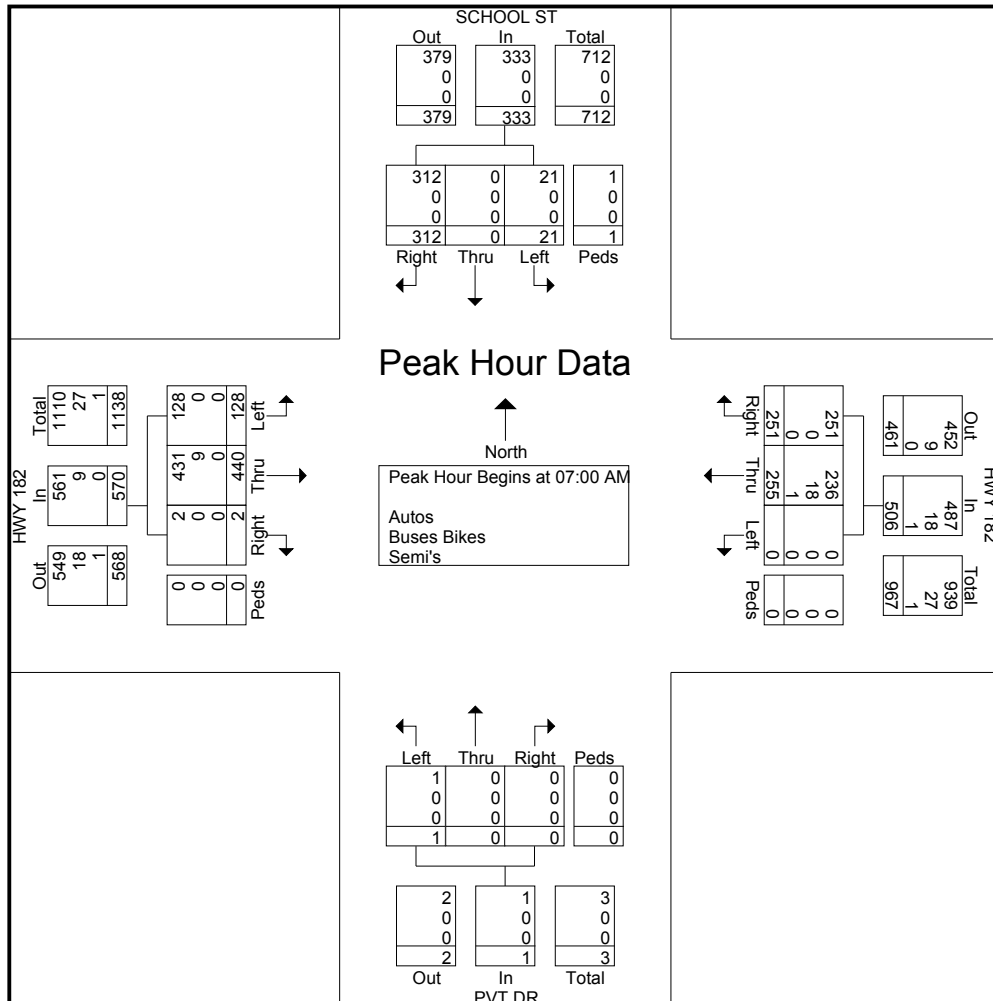 SCHOOL ST
Out In Total
379 333 712
0 0 0
0 0 0
379 333 712
312 0 21 1
0 0 0 0
0 0 0 0
312 0 21 1
Right Thru Left Peds
Peak Hour Data
North
Peak Hour Begins at 07:00 AM
Autos
Buses Bikes
Semi's
HWY 182
Out In Total
549 561 1110
18 9 27
1 0 1
568 570 1138
Peds Right Thru Left
0 2 431 128
0 0 9 0
0 0 0 0
0 2 440 128
HWY 182
Out In Total
452 487 939
9 18 27
0 1 1
461 506 967
Right Thru Left Peds
251 236 0 0
0 18 0 0
0 1 0 0
251 255 0 0
Left Thru Right Peds
1 0 0 0
0 0 0 0
0 0 0 0
1 0 0 0
2 1 3
0 0 0
0 0 0
2 1 3
Out In Total
PVT DR